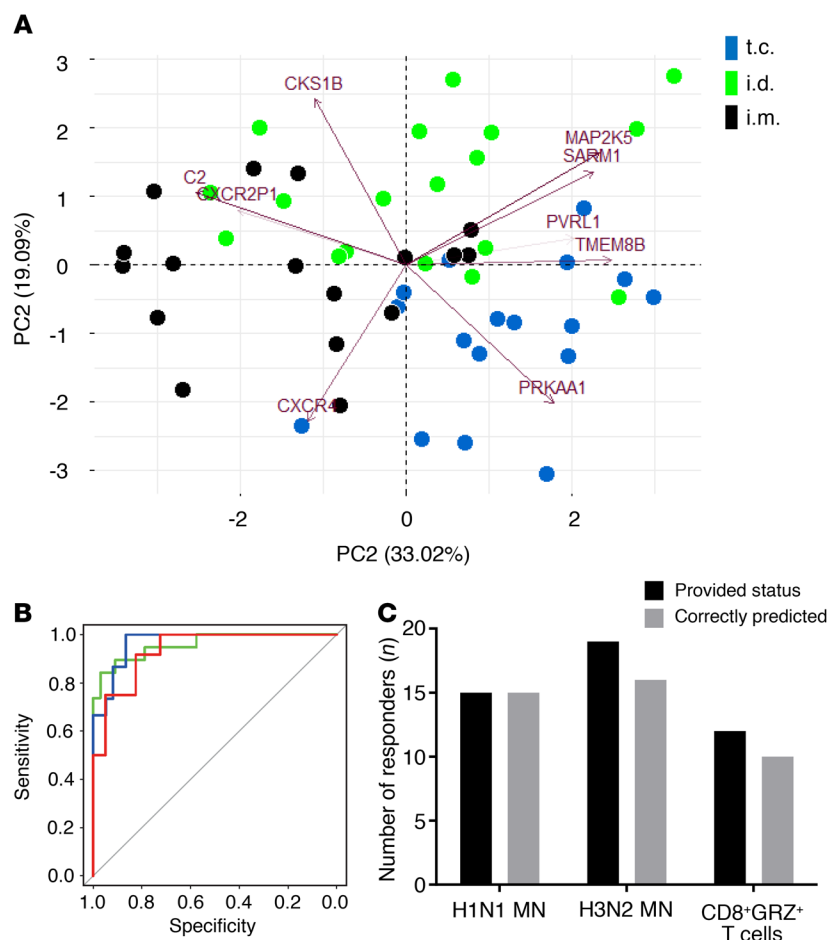 A
t.c.
i.d.
i.m.
3
2
1
0
-1
-2
-3
PC2 (19.09%)
CKS1B
MAP2K5
SARM1
C2
CXCR2P1
PVRL1
TMEM8B
PRKAA1
CXCR4
-2
0
2
PC2 (33.02%)
B
1.0
0.8
0.6
0.4
0.2
0.0
Sensitivity
1.0
0.8
0.6
0.4
0.2
0.0
Specificity
C
Provided status
Correctly predicted
20
15
10
5
0
Number of responders (n)
H1N1 MN
H3N2 MN
CD8⁺GRZ⁺
T cells